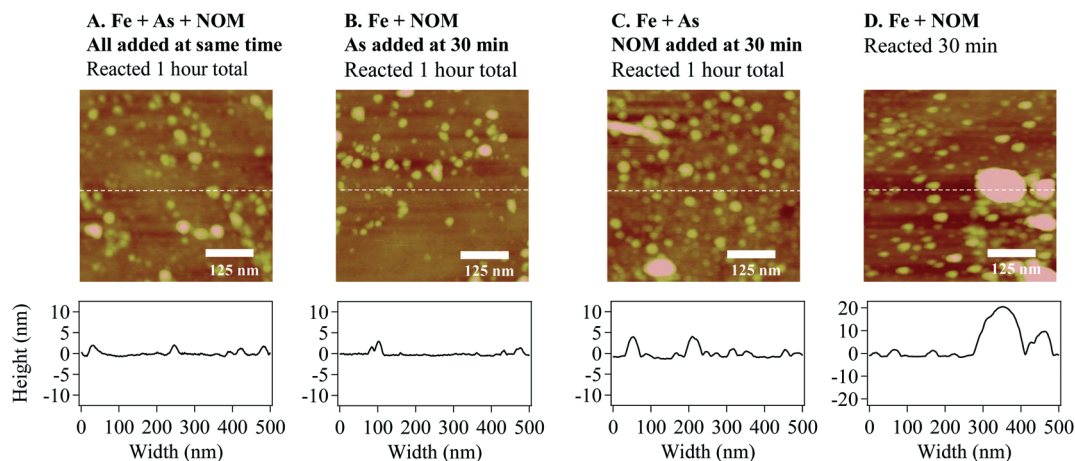 A. Fe + As + NOM
All added at same time
Reacted 1 hour total
B. Fe + NOM
As added at 30 min
Reacted 1 hour total
C. Fe + As
NOM added at 30 min
Reacted 1 hour total
D. Fe + NOM
Reacted 30 min
125 nm
125 nm
125 nm
125 nm
Height (nm)
10
5
0
-5
-10
0 100 200 300 400 500
Width (nm)
10
5
0
-5
-10
0 100 200 300 400 500
Width (nm)
10
5
0
-5
-10
0 100 200 300 400 500
Width (nm)
20
10
0
-10
-20
0 100 200 300 400 500
Width (nm)